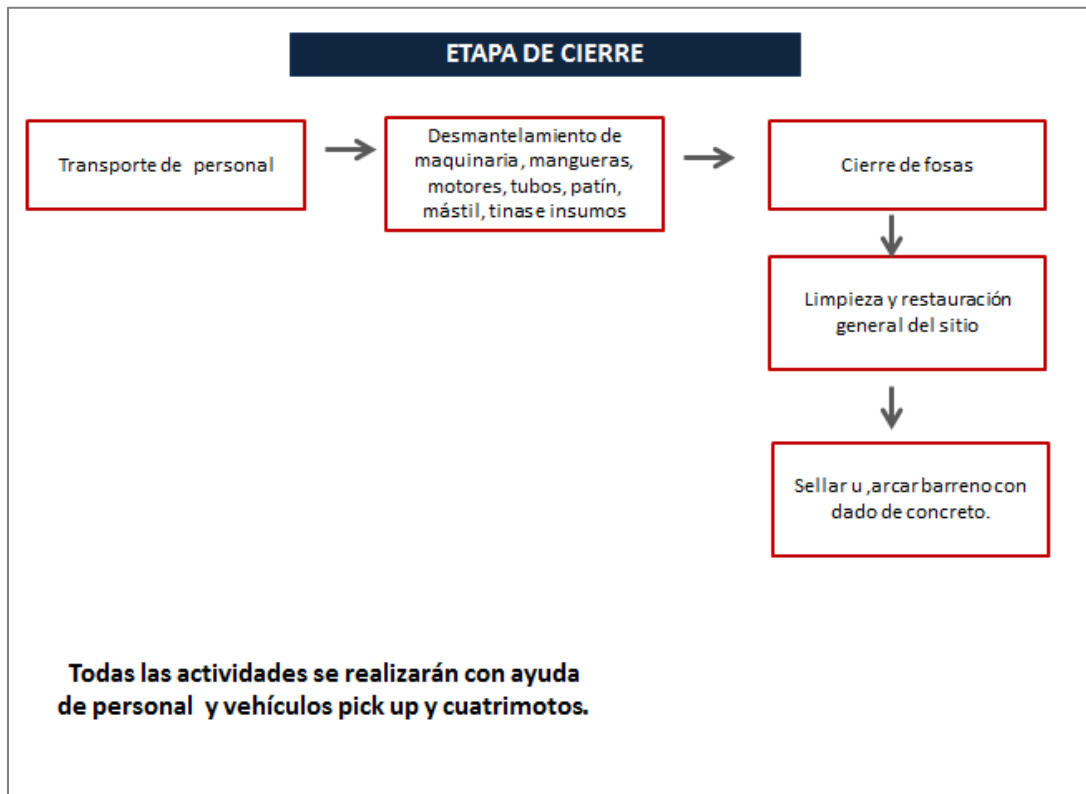 ETAPA DE CIERRE
Transporte de personal
Desmantelamiento de
maquinaria, mangueras,
motores, tubos, patín,
mástil, tinas e insumos
Cierre de fosas
Limpieza y restauración
general del sitio
Sellar u ,arcar barreno con
dado de concreto.
Todas las actividades se realizarán con ayuda
de personal y vehículos pick up y cuatrimotos.